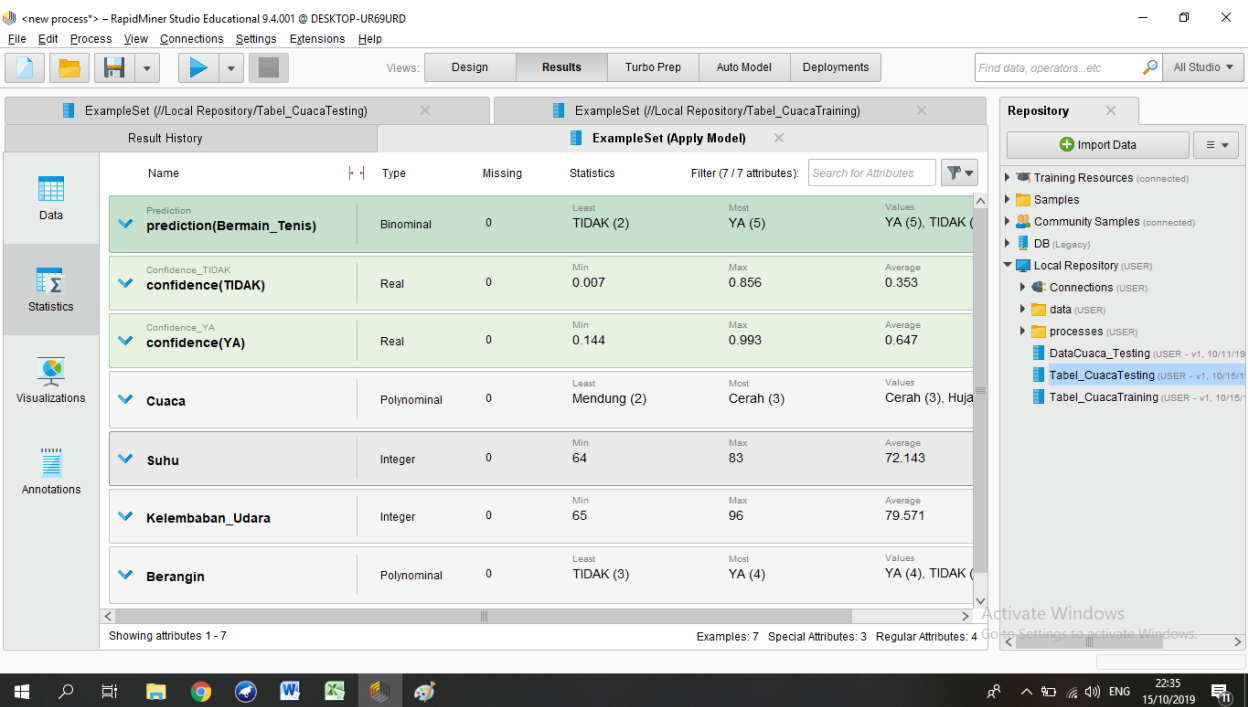 <new process*> – RapidMiner Studio Educational 9.4.001 @ DESKTOP-UR69URD
File Edit Process View Connections Settings Extensions Help
Views: Design Results Turbo Prep Auto Model Deployments Find data, operators...etc All Studio
ExampleSet (//Local Repository/Tabel_CuacaTesting) ExampleSet (//Local Repository/Tabel_CuacaTraining)
Result History ExampleSet (Apply Model)
Data
Statistics
Visualizations
Annotations
Name Type Missing Statistics Filter (7 / 7 attributes): Search for Attributes
Prediction Least Most Values
prediction(Bermain_Tenis) Binominal 0 TIDAK (2) YA (5) YA (5), TIDAK (
Confidence_TIDAK Min Max Average
confidence(TIDAK) Real 0 0.007 0.856 0.353
Confidence_YA Min Max Average
confidence(YA) Real 0 0.144 0.993 0.647
Least Most Values
Cuaca Polynominal 0 Mendung (2) Cerah (3) Cerah (3), Huja
Min Max Average
Suhu Integer 0 64 83 72.143
Min Max Average
Kelembaban_Udara Integer 0 65 96 79.571
Least Most Values
Berangin Polynominal 0 TIDAK (3) YA (4) YA (4), TIDAK (
Showing attributes 1 - 7 Examples: 7 Special Attributes: 3 Regular Attributes: 4
Repository
Import Data
Training Resources (connected)
Samples
Community Samples (connected)
DB (Legacy)
Local Repository (USER)
Connections (USER)
data (USER)
processes (USER)
DataCuaca_Testing (USER - v1, 10/11/19
Tabel_CuacaTesting (USER - v1, 10/15/1
Tabel_CuacaTraining (USER - v1, 10/15/
Activate Windows
Go to Settings to activate Windows.
ENG 22:35
15/10/2019
11